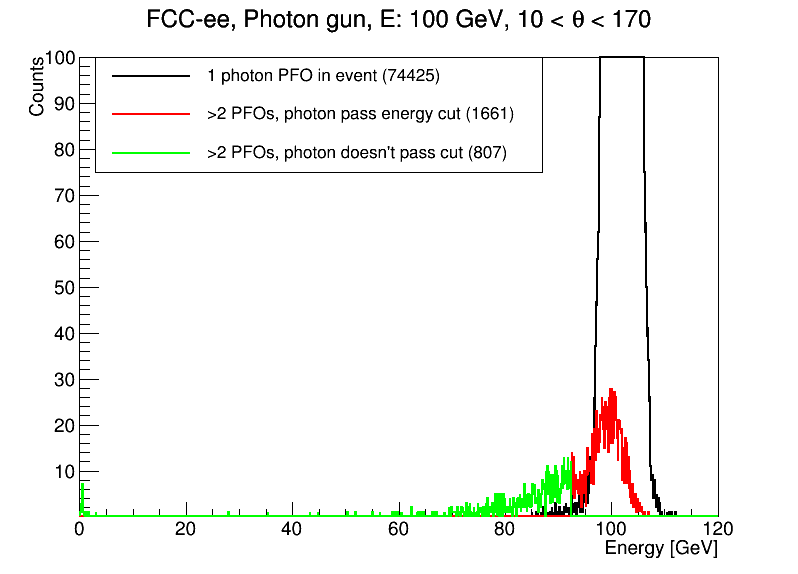 FCC-ee, Photon gun, E: 100 GeV, 10 < θ < 170
Counts
100
90
80
70
60
50
40
30
20
10
1 photon PFO in event (74425)
>2 PFOs, photon pass energy cut (1661)
>2 PFOs, photon doesn't pass cut (807)
0 20 40 60 80 100 120
Energy [GeV]